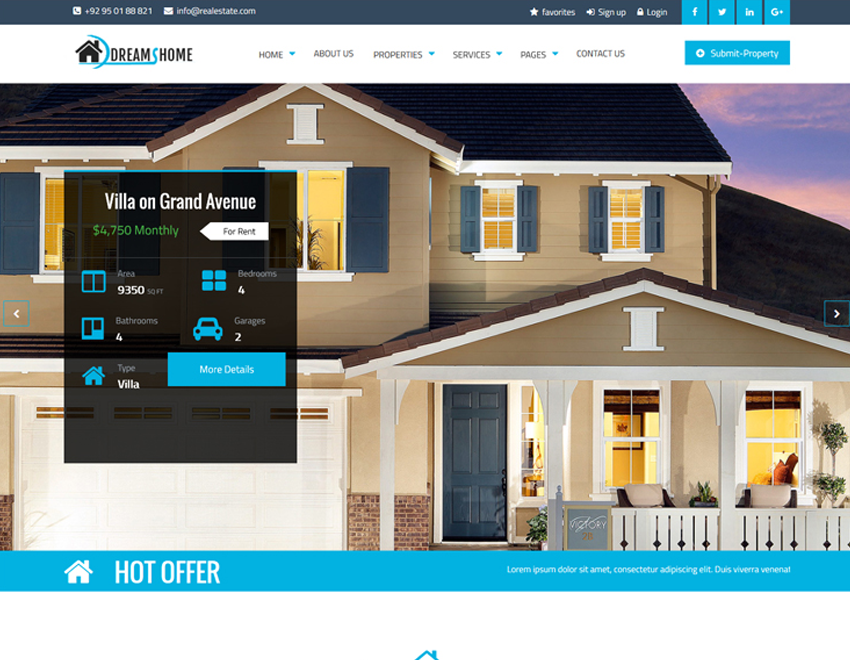 +92 95 01 88 821 info@realestate.com favorites Sign up Login
DREAMSHOME HOME ABOUT US PROPERTIES SERVICES PAGES CONTACT US Submit-Property
Villa on Grand Avenue
$4,750 Monthly For Rent
Area Bedrooms
9350 SQ FT 4
Bathrooms Garages
4 2
Type
Villa
More Details
VICTORY
HOT OFFER Lorem ipsum dolor sit amet, consectetur adipiscing elit. Duis viverra venenat